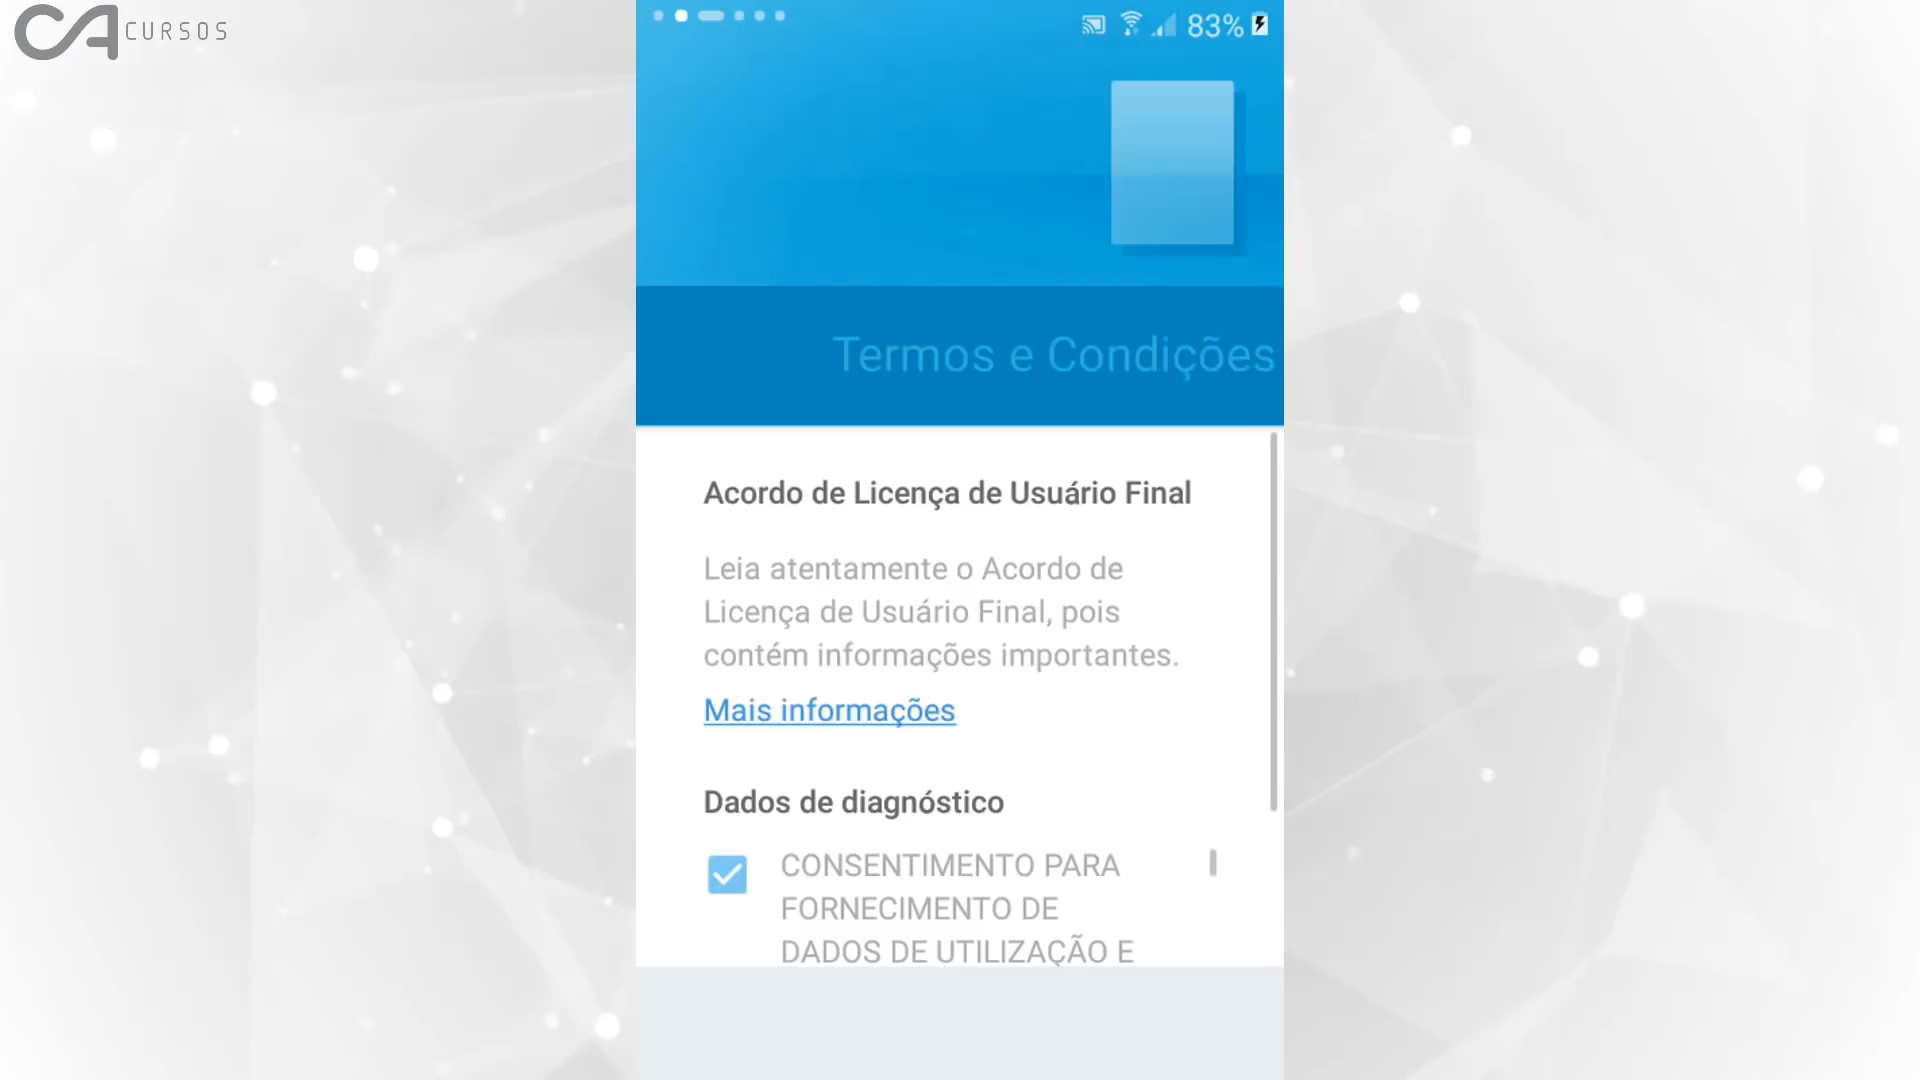 CA CURSOS
83%
Termos e Condições
Acordo de Licença de Usuário Final
Leia atentamente o Acordo de
Licença de Usuário Final, pois
contém informações importantes.
Mais informações
Dados de diagnóstico
CONSENTIMENTO PARA
FORNECIMENTO DE
DADOS DE UTILIZAÇÃO E